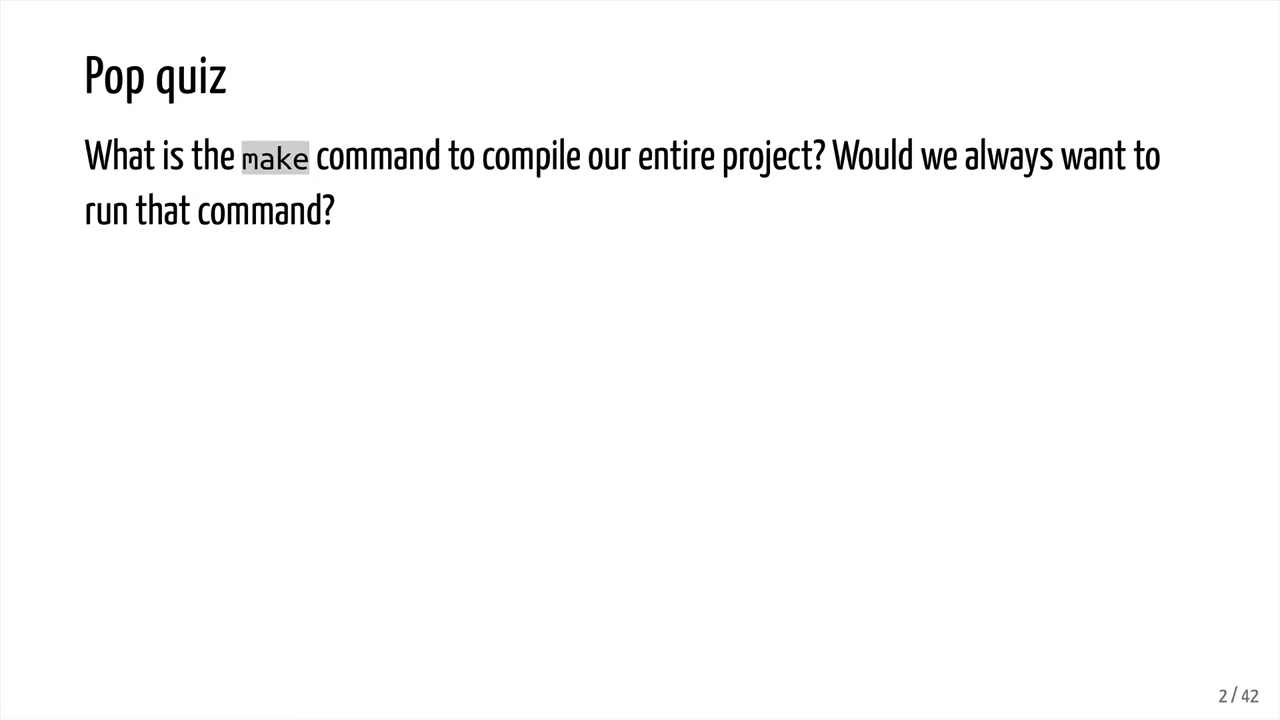 Pop quiz
What is the make command to compile our entire project? Would we always want to
run that command?
2 / 42